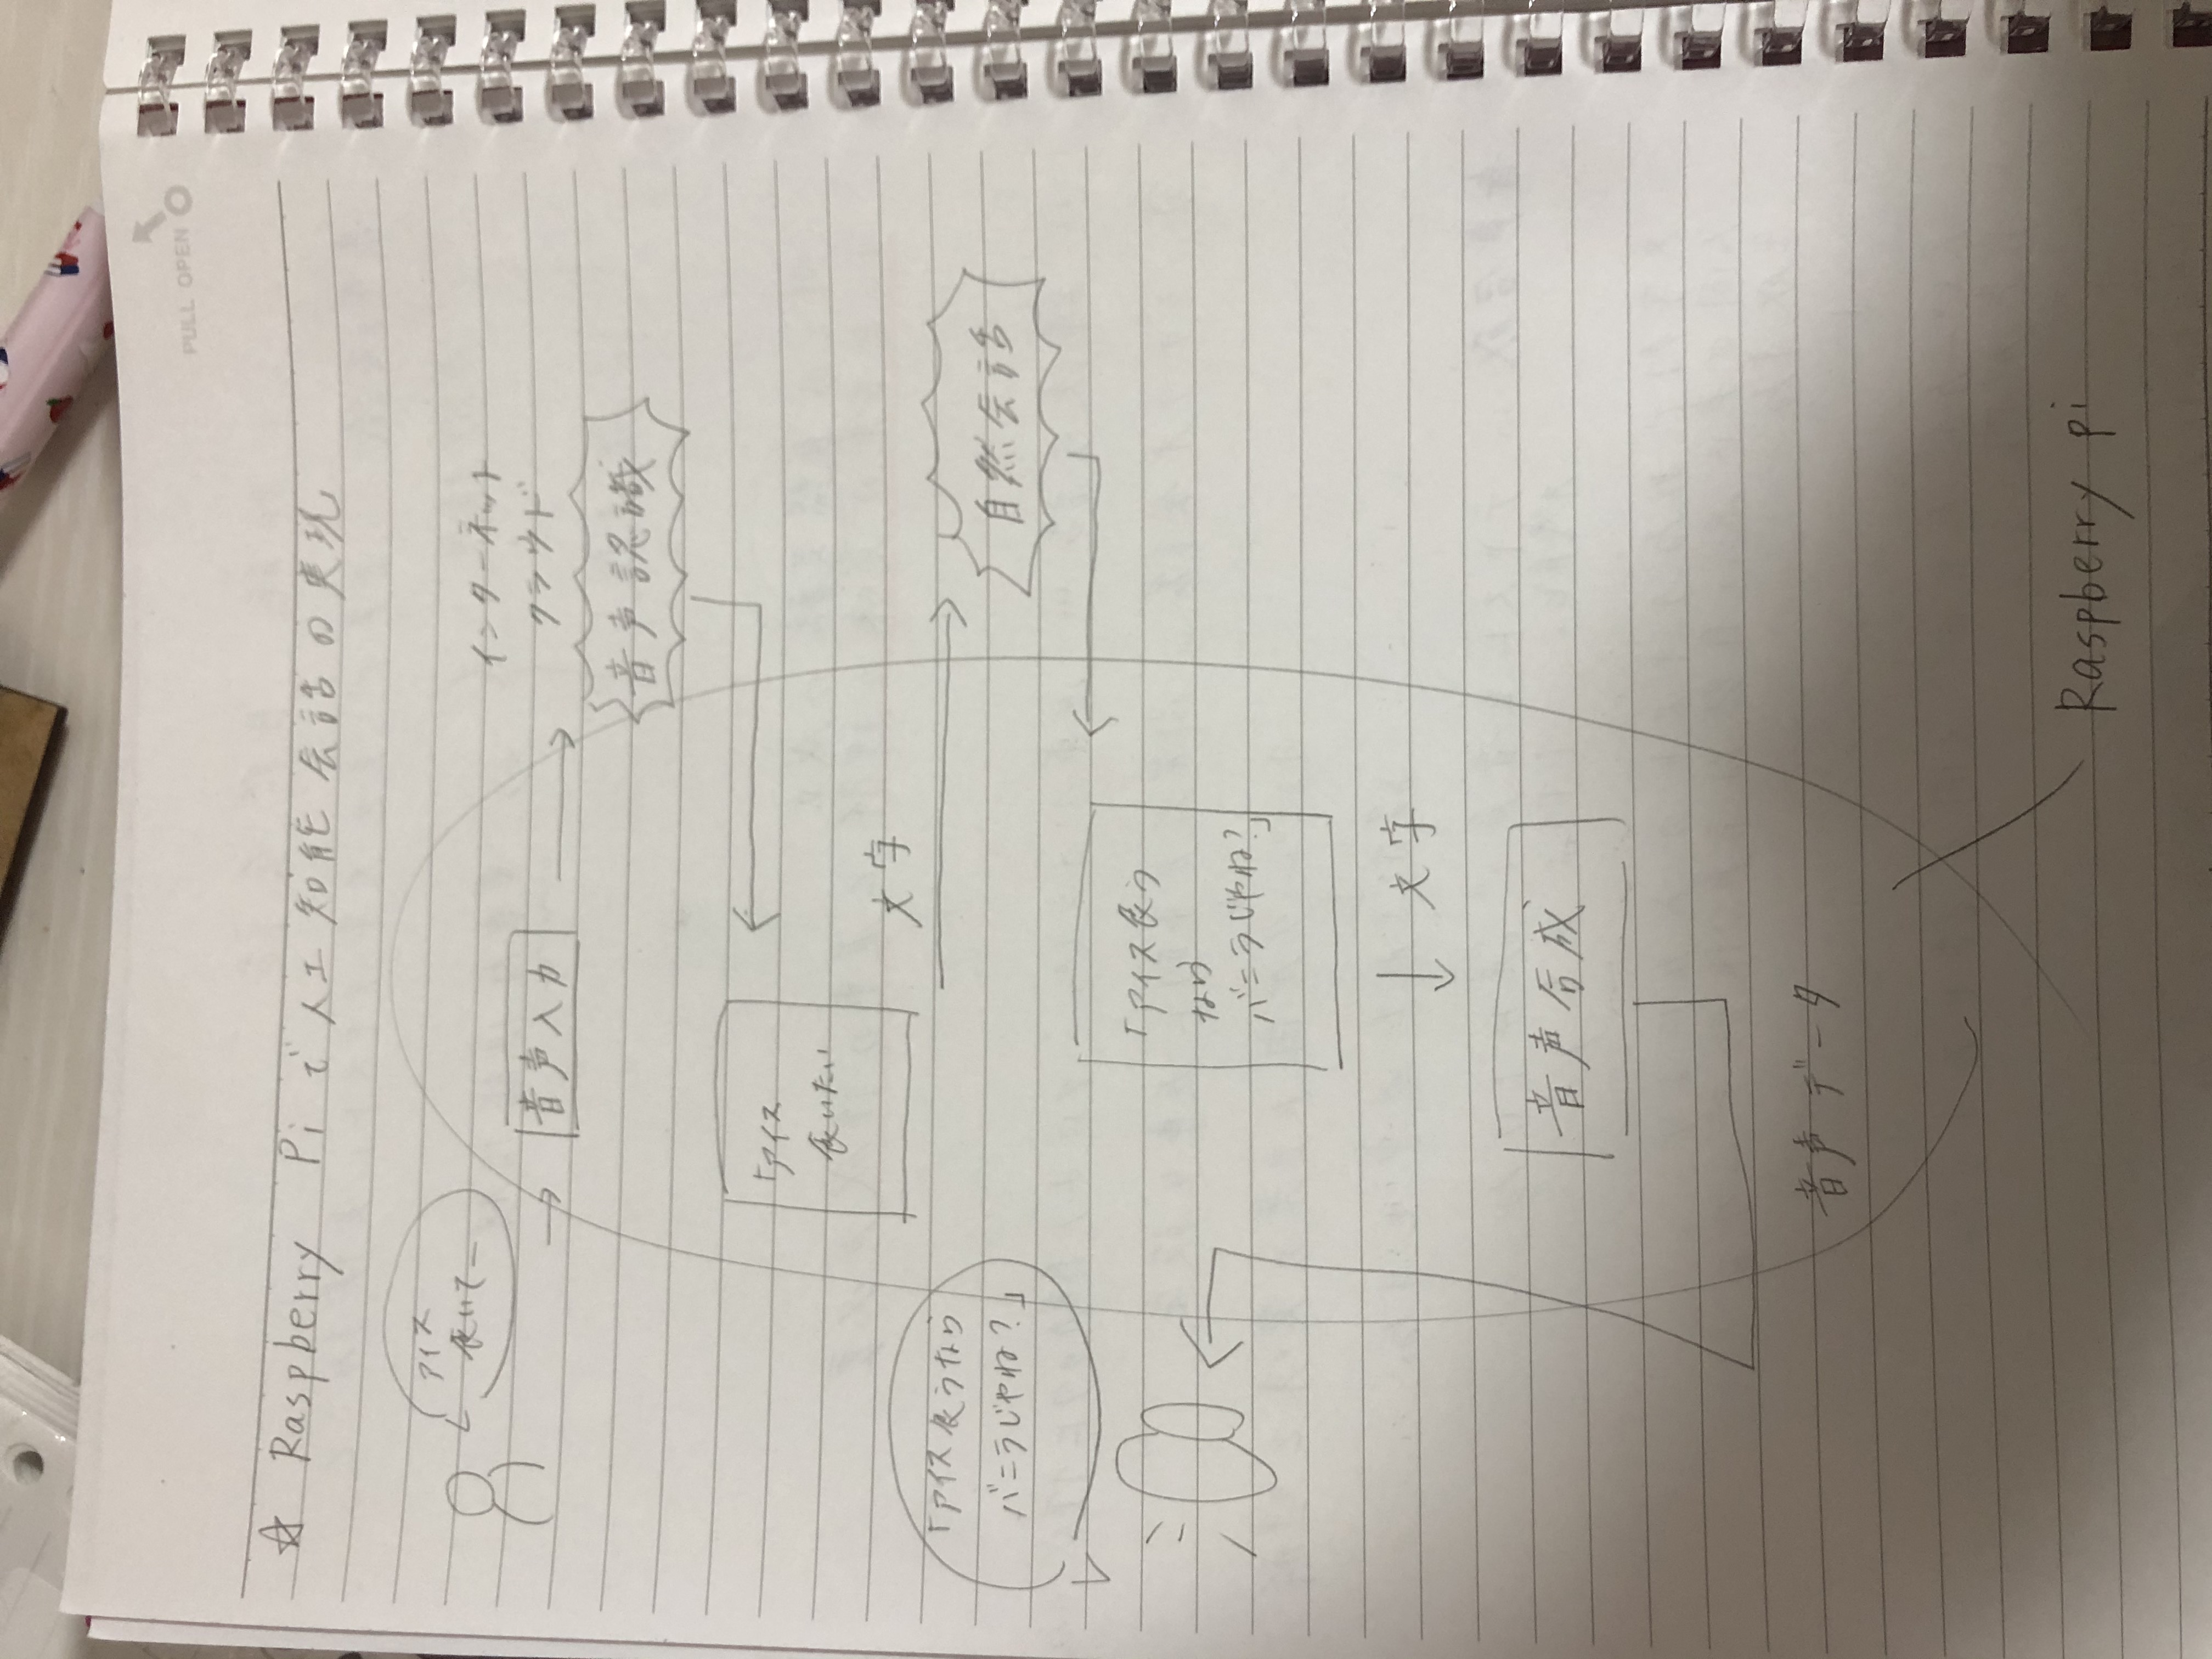 PULL OPEN
☆ Raspberry Piで人工知能会話の実現
アイス
食いてー
インターネット
クラウド
音声入力
音声認識
「アイス
食いたい
文字
自然会話
「アイス食うなら
バニラじゃね?」
「アイス食う
なら
バニラじゃね?」
文字
音声合成
音声データ
Raspberry pi